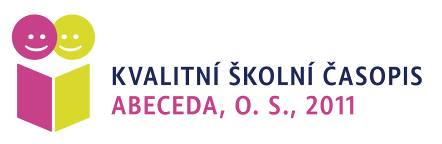 KVALITNÍ ŠKOLNÍ ČASOPIS
ABECEDA, O. S., 2011